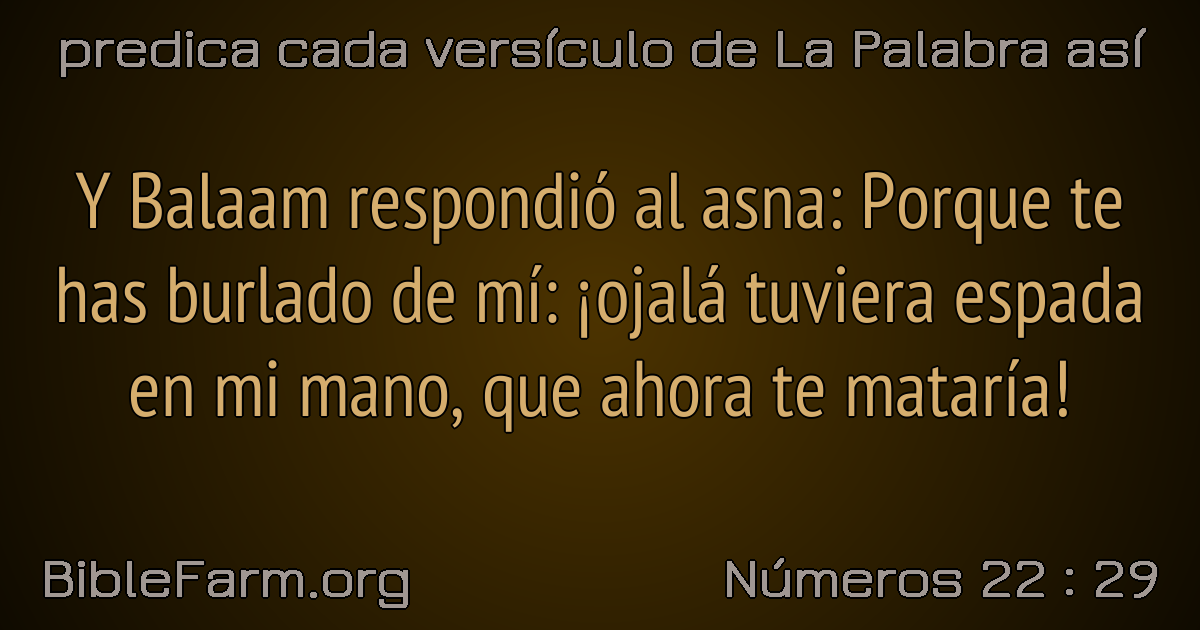 predica cada versículo de La Palabra así
Y Balaam respondió al asna: Porque te
has burlado de mí: ¡ojalá tuviera espada
en mi mano, que ahora te mataría!
BibleFarm.org
Números 22 : 29